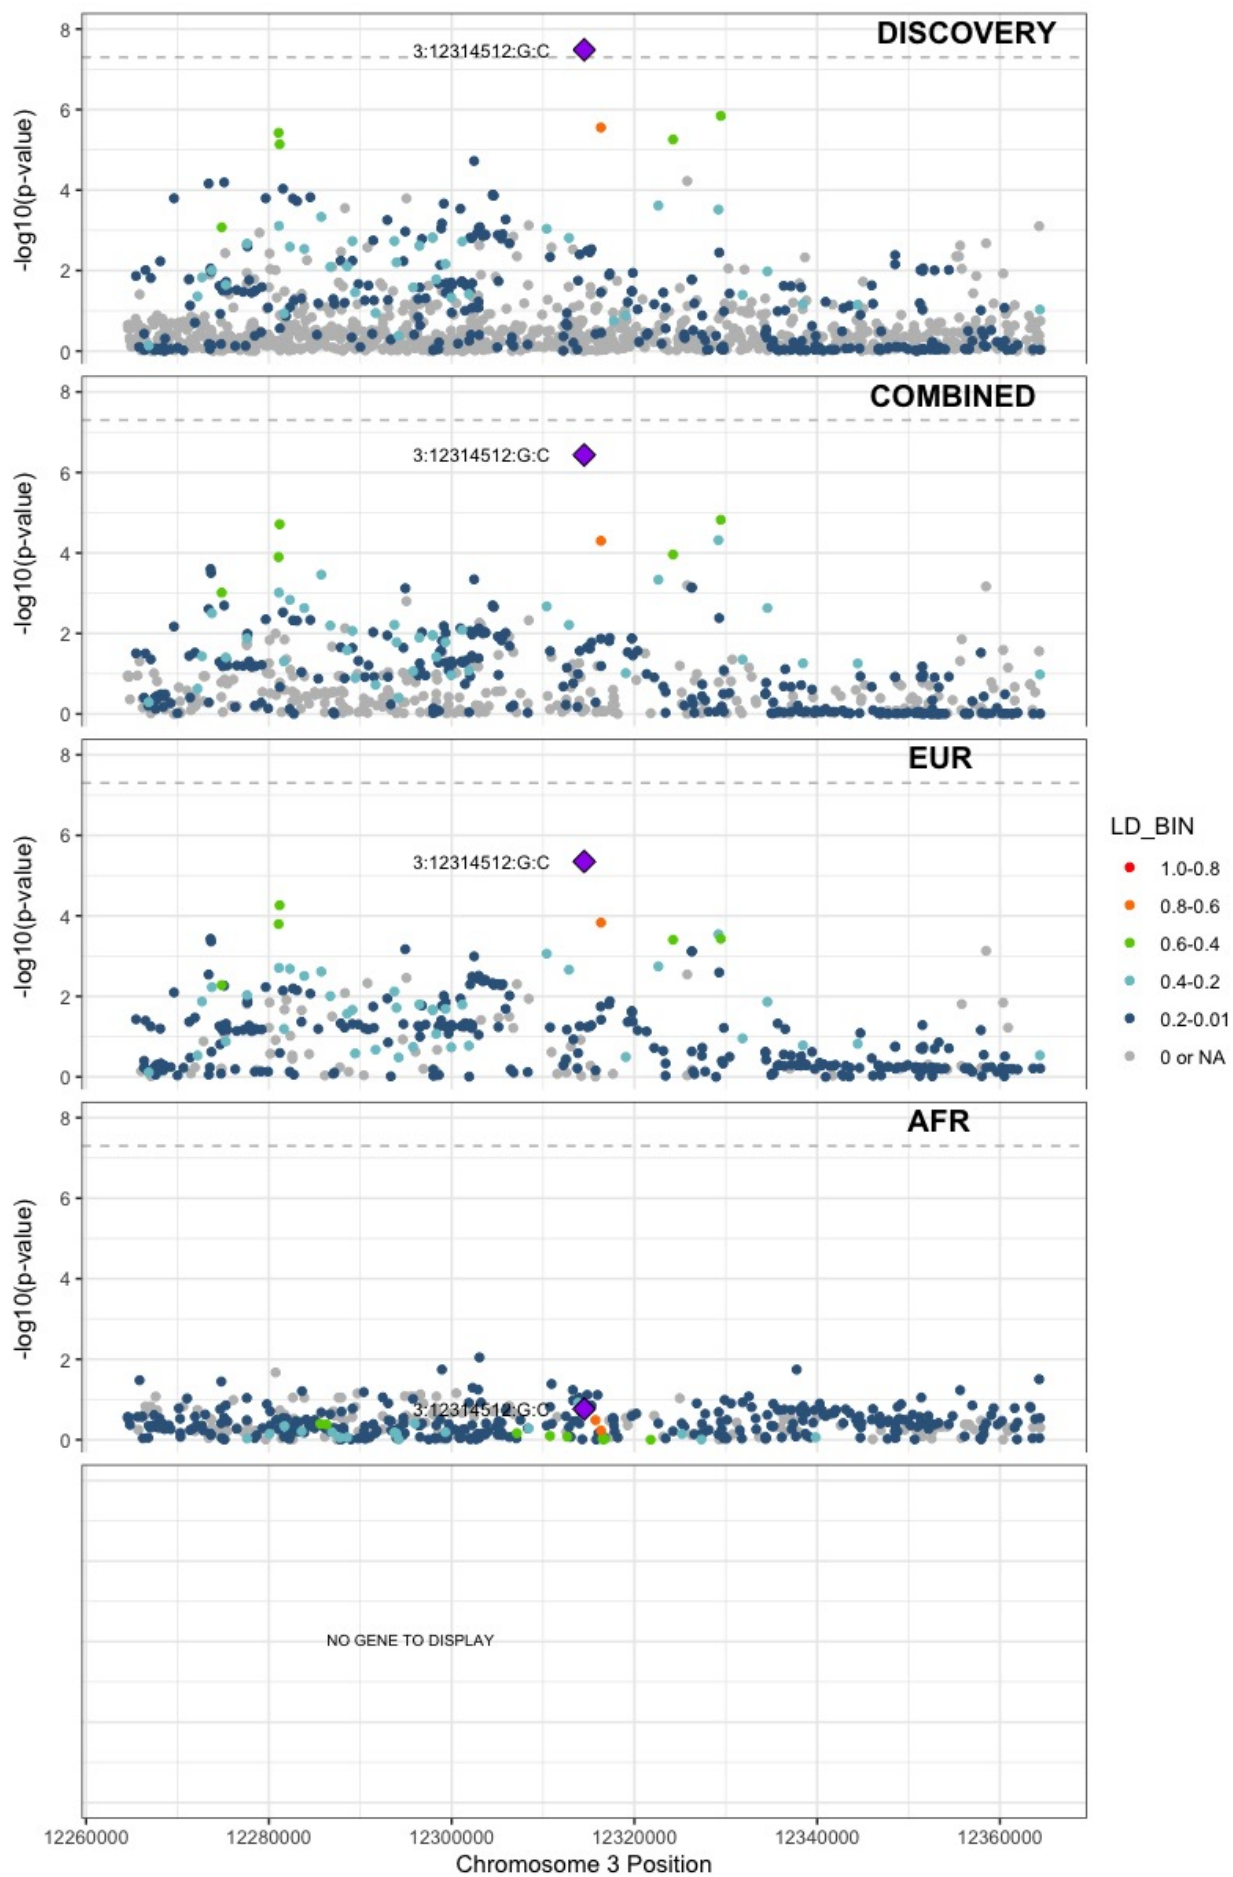 DISCOVERY
8
6
4
2
0
-log10(p-value)
3:12314512:G:C
COMBINED
8
6
4
2
0
-log10(p-value)
3:12314512:G:C
EUR
8
6
4
2
0
-log10(p-value)
3:12314512:G:C
LD_BIN
1.0-0.8
0.8-0.6
0.6-0.4
0.4-0.2
0.2-0.01
0 or NA
AFR
8
6
4
2
0
-log10(p-value)
3:12314512:G:C
NO GENE TO DISPLAY
12260000 12280000 12300000 12320000 12340000 12360000
Chromosome 3 Position